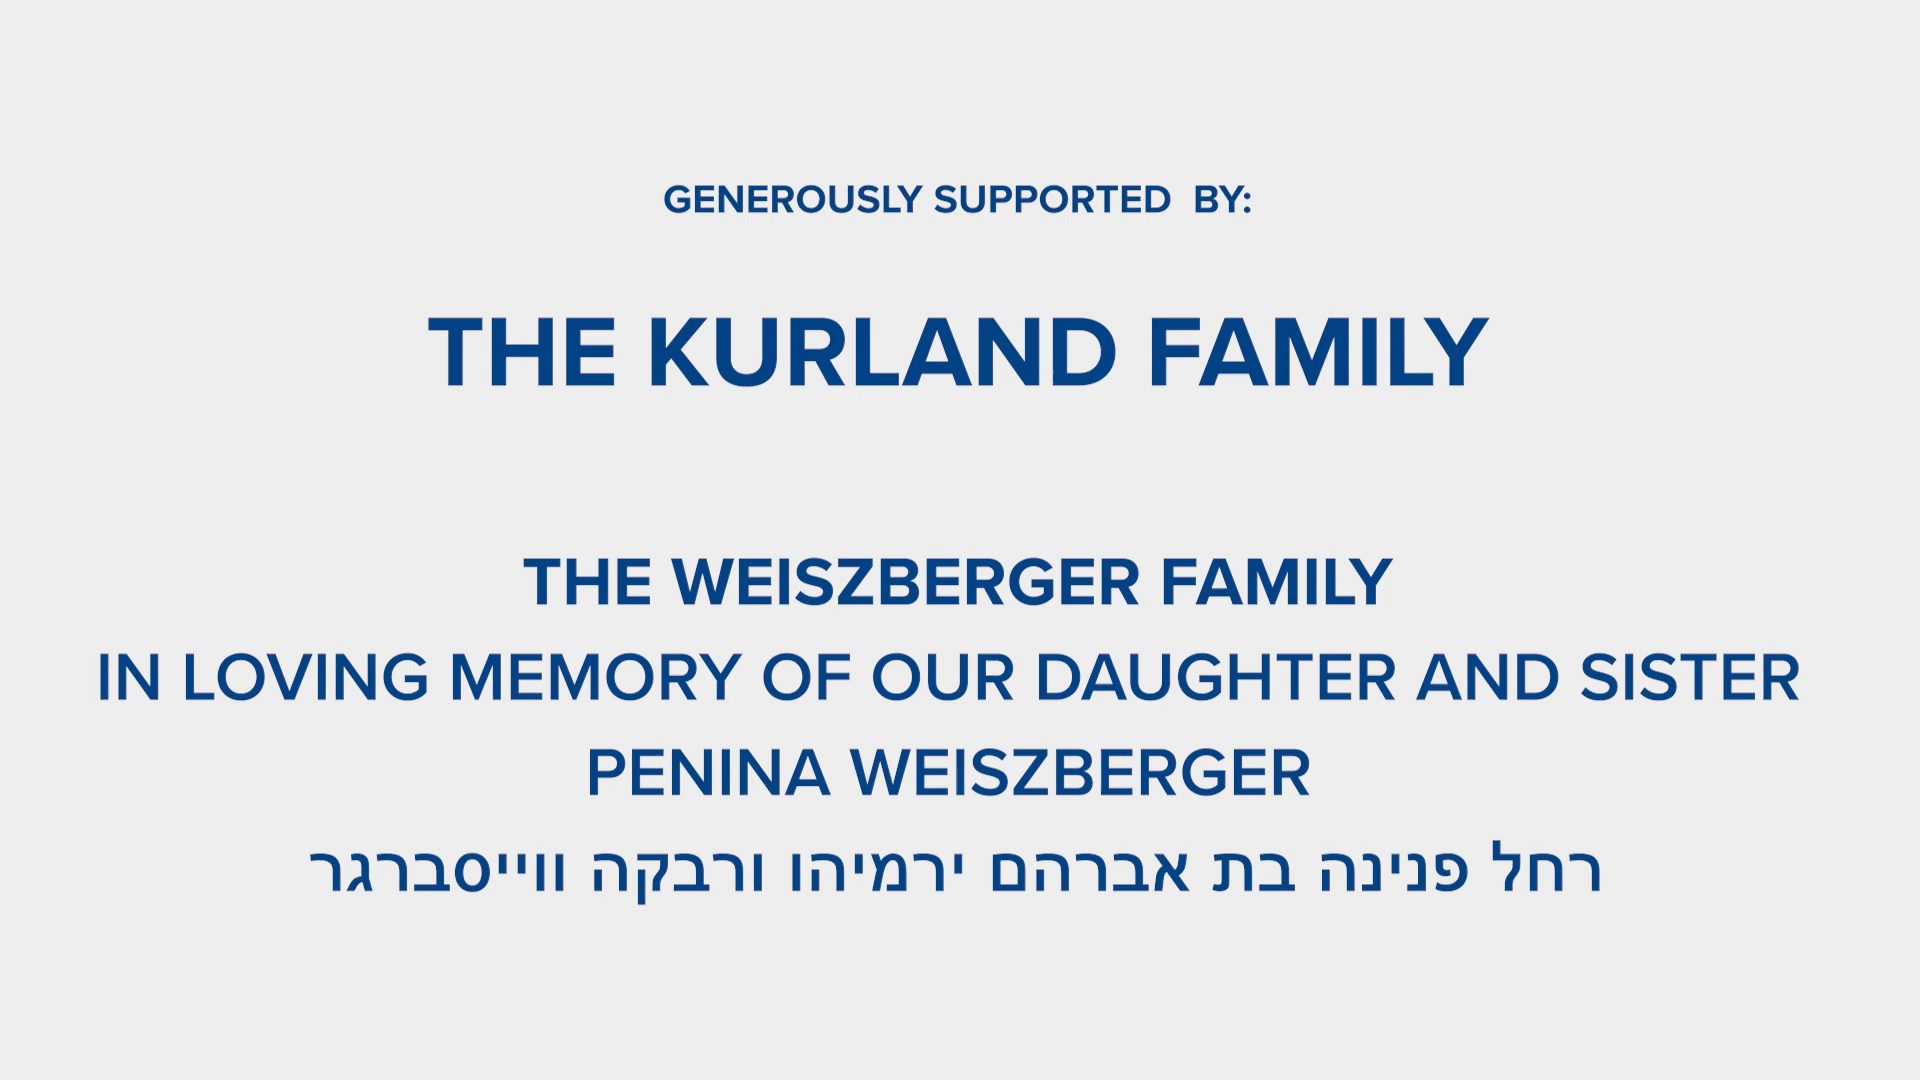 GENEROUSLY SUPPORTED BY:
THE KURLAND FAMILY
THE WEISZBERGER FAMILY
IN LOVING MEMORY OF OUR DAUGHTER AND SISTER
PENINA WEISZBERGER
רחל פנינה בת אברהם ירמיהו ורבקה ווייסברגר